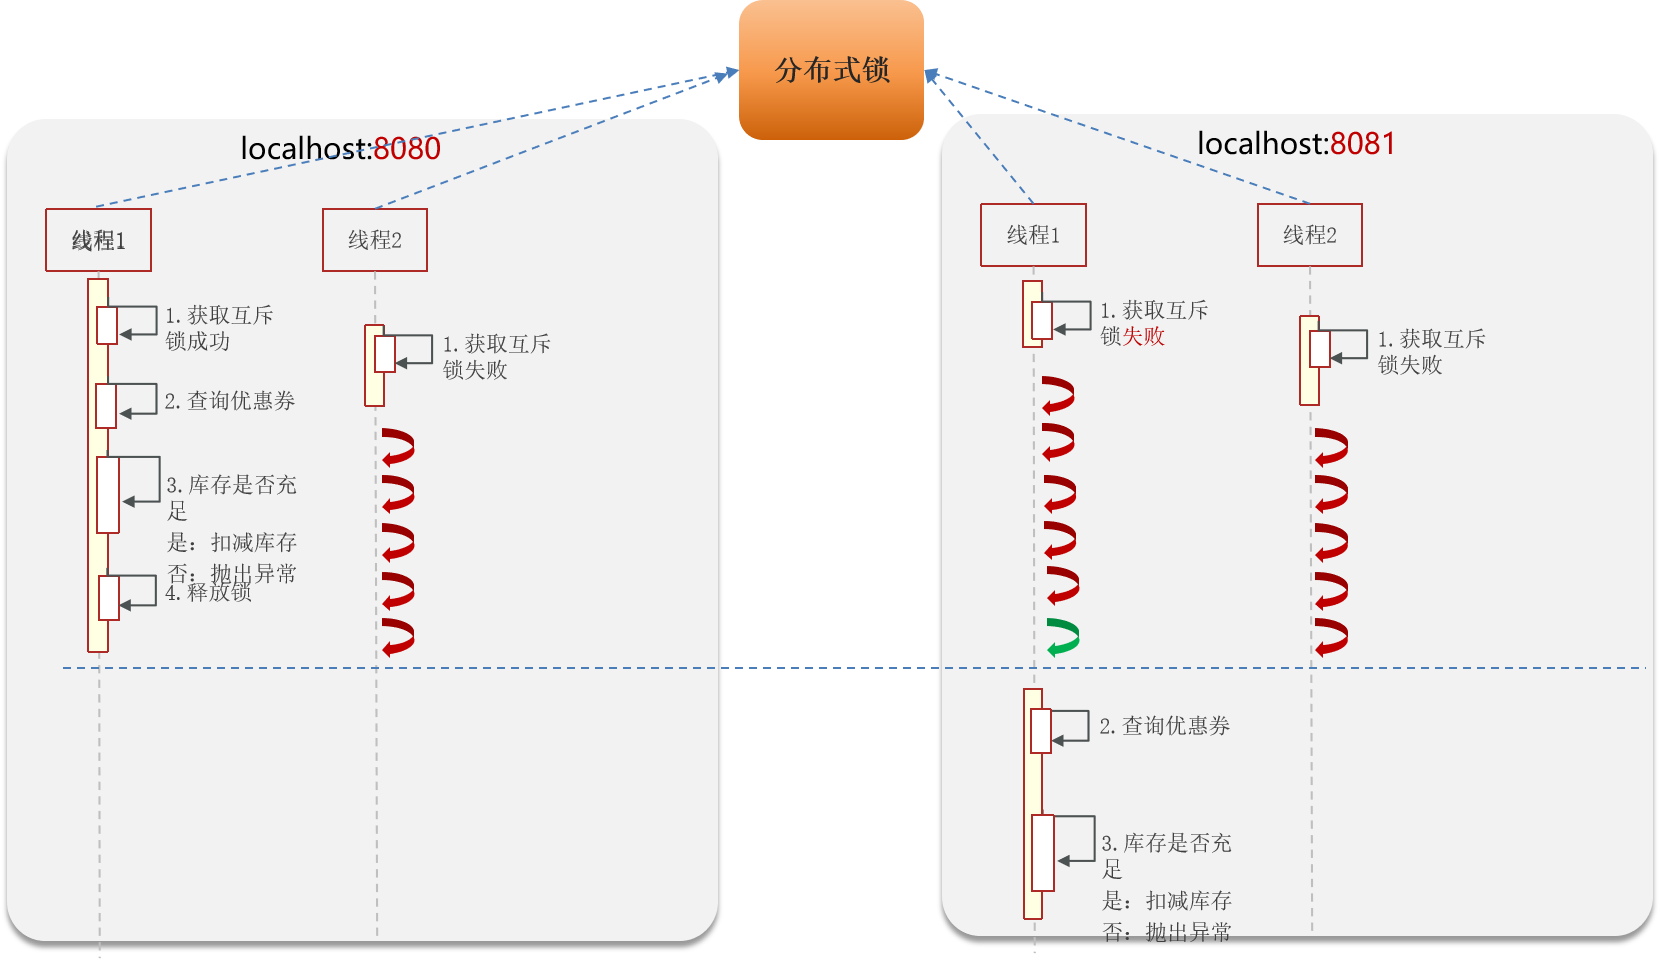 分布式锁
localhost:8080
线程1
线程2
1.获取互斥
锁成功
2.查询优惠券
3.库存是否充
足
是：扣减库存
否：抛出异常
4.释放锁
1.获取互斥
锁失败
localhost:8081
线程1
线程2
1.获取互斥
锁失败
2.查询优惠券
3.库存是否充
足
是：扣减库存
否：抛出异常
1.获取互斥
锁失败